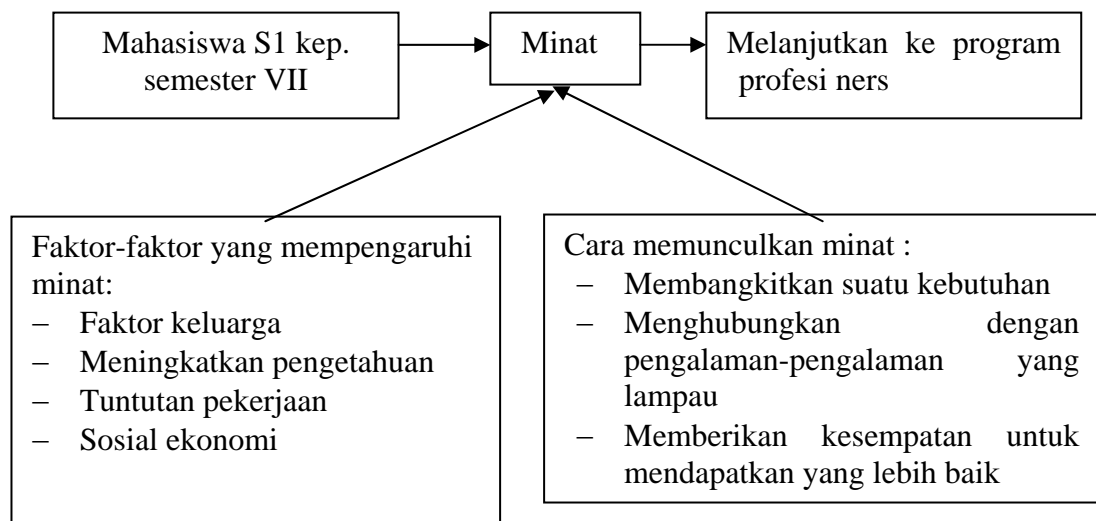 Mahasiswa S1 kep.
semester VII
Minat
Melanjutkan ke program
profesi ners
Faktor-faktor yang mempengaruhi
minat:
– Faktor keluarga
– Meningkatkan pengetahuan
– Tuntutan pekerjaan
– Sosial ekonomi
Cara memunculkan minat :
– Membangkitkan suatu kebutuhan
– Menghubungkan dengan
pengalaman-pengalaman yang
lampau
– Memberikan kesempatan untuk
mendapatkan yang lebih baik